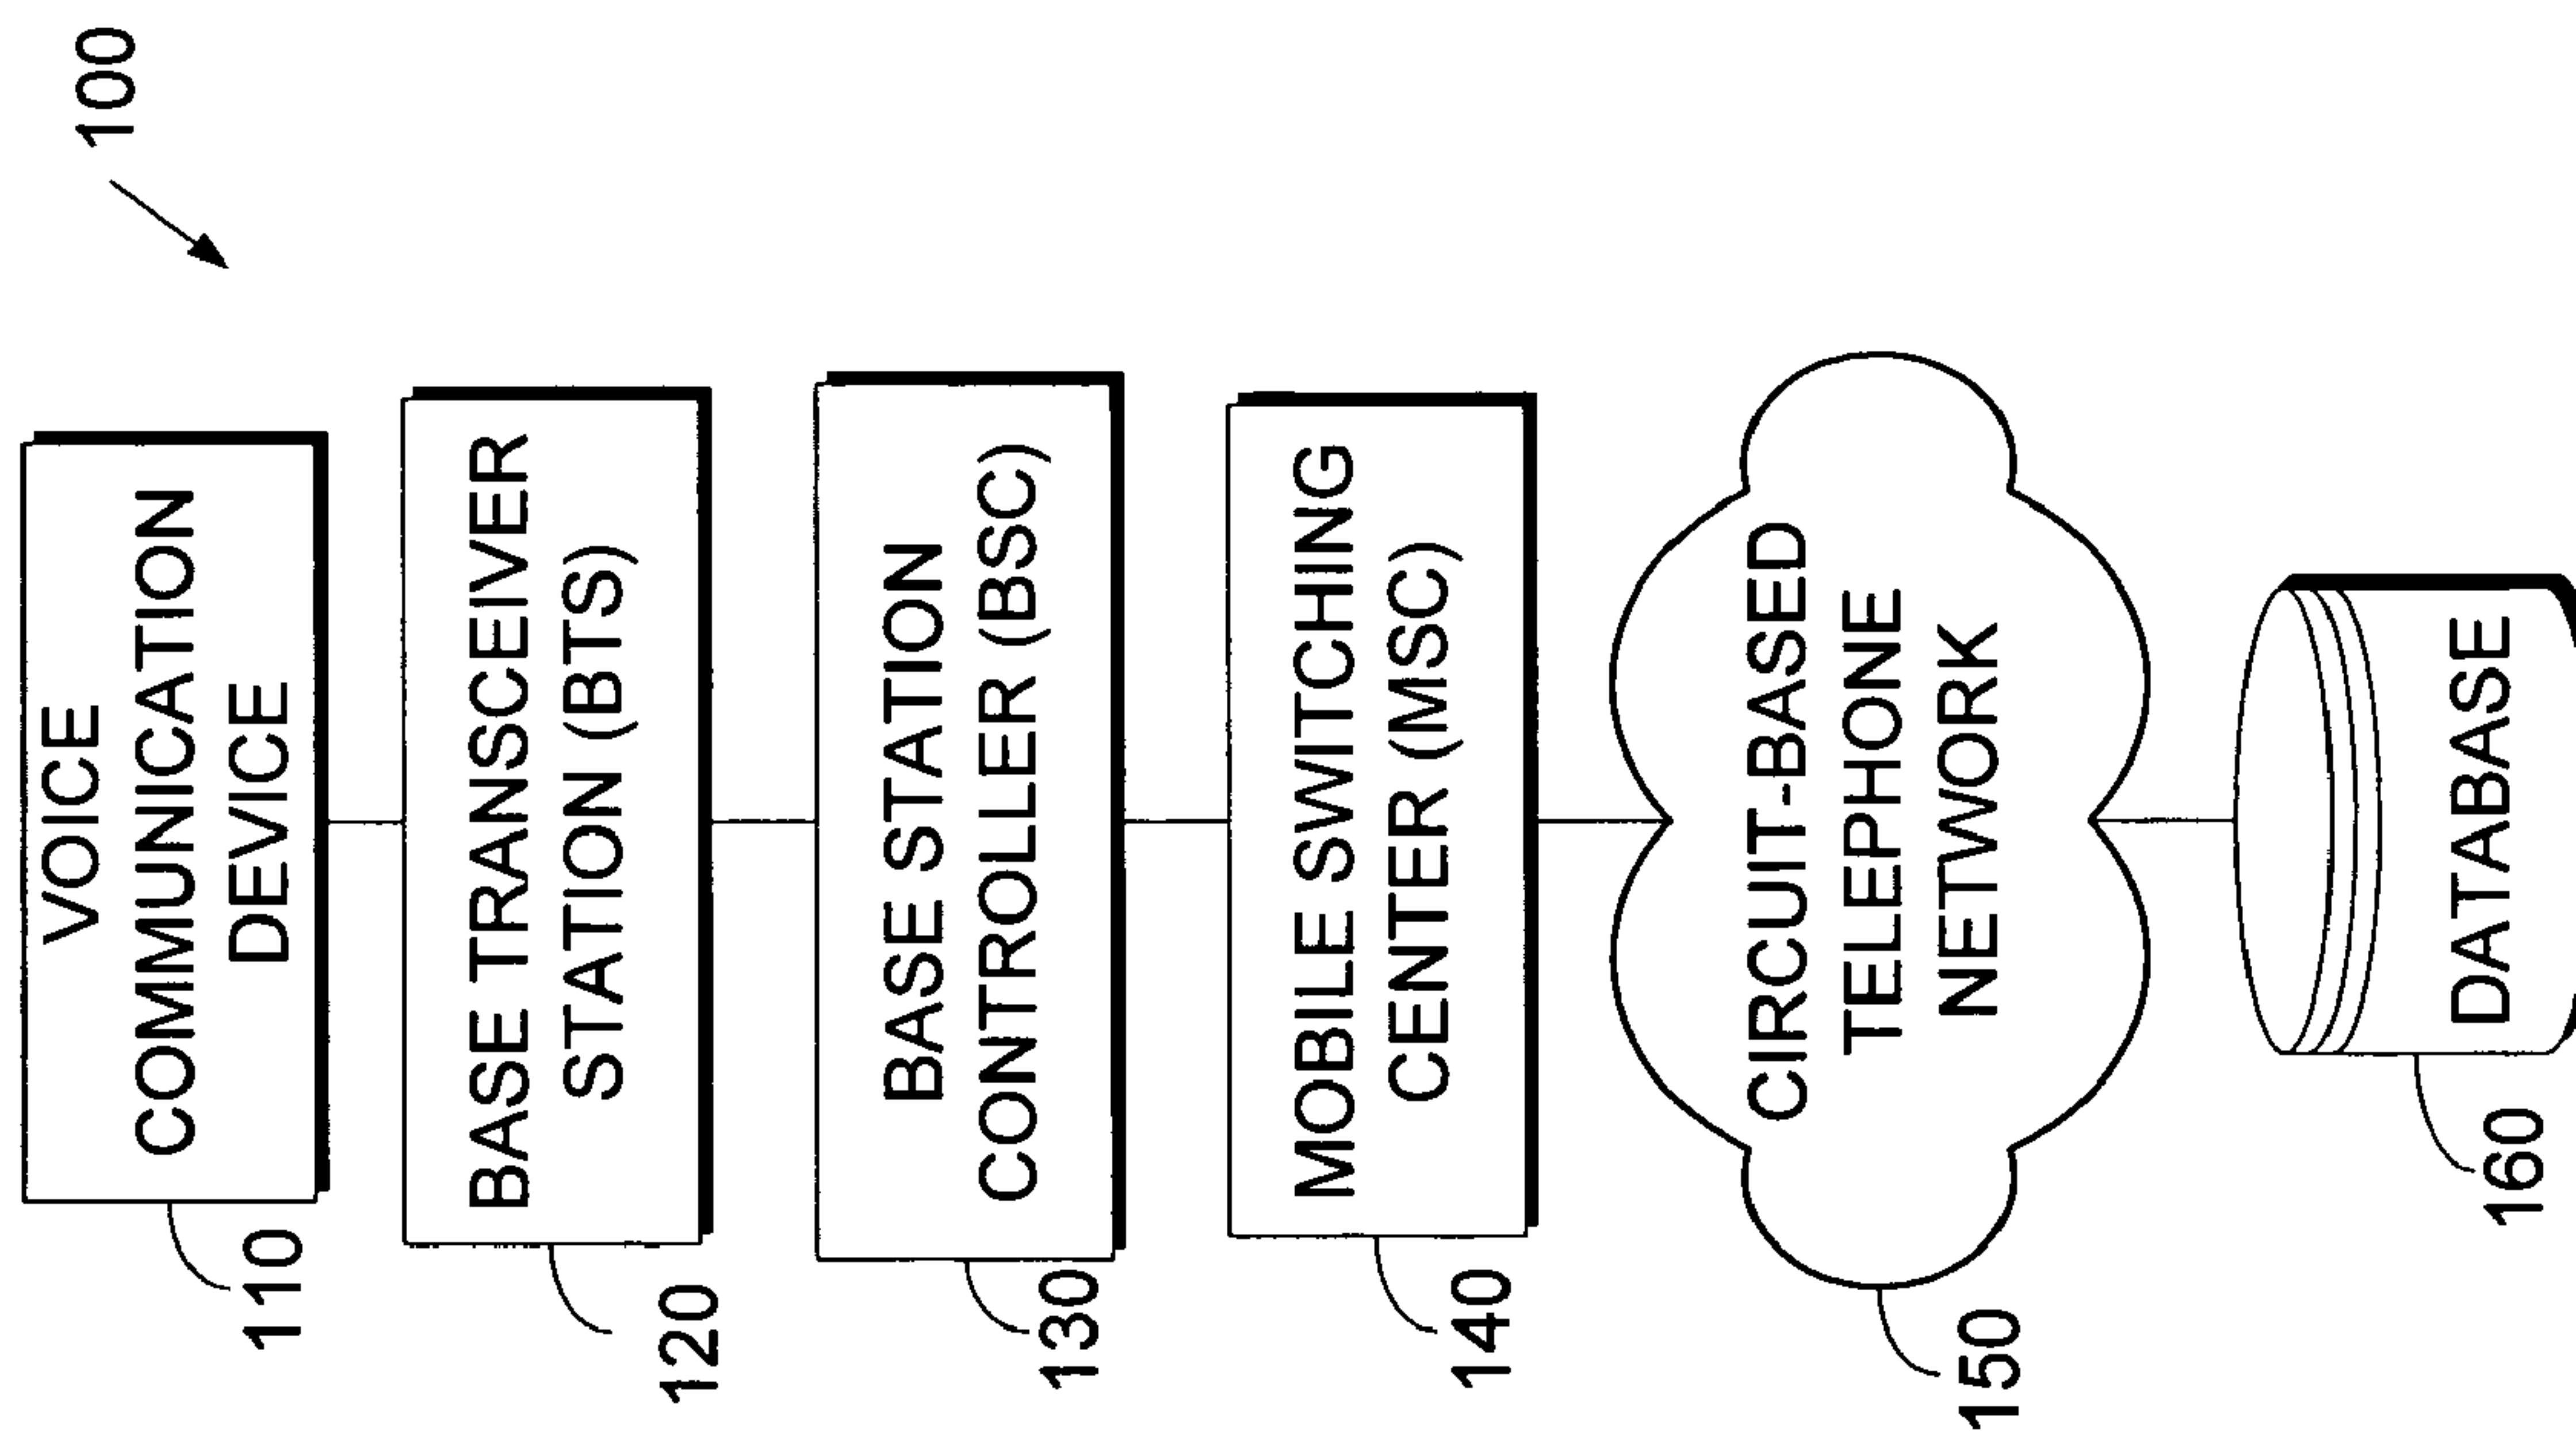 100
VOICE
COMMUNICATION
DEVICE
110
BASE TRANSCEIVER
STATION (BTS)
120
BASE STATION
CONTROLLER (BSC)
130
MOBILE SWITCHING
CENTER (MSC)
140
CIRCUIT-BASED
TELEPHONE
NETWORK
150
DATABASE
160